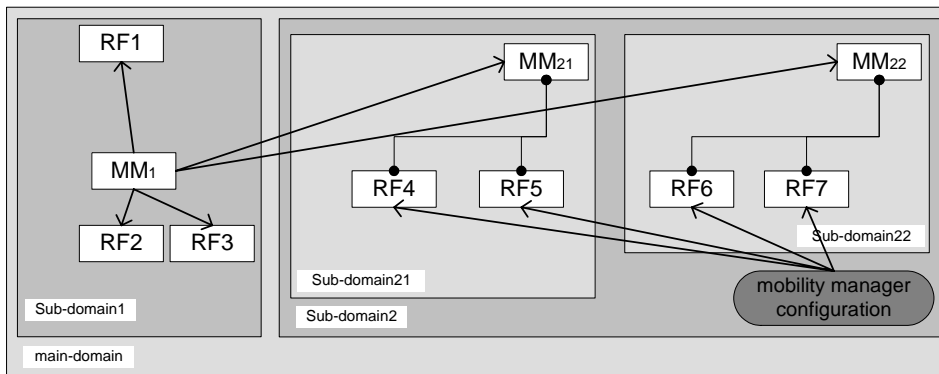 RF1
MM21
MM22
MM1
RF4
RF5
RF6
RF7
RF2
RF3
Sub-domain22
Sub-domain21
mobility manager
configuration
Sub-domain1
Sub-domain2
main-domain